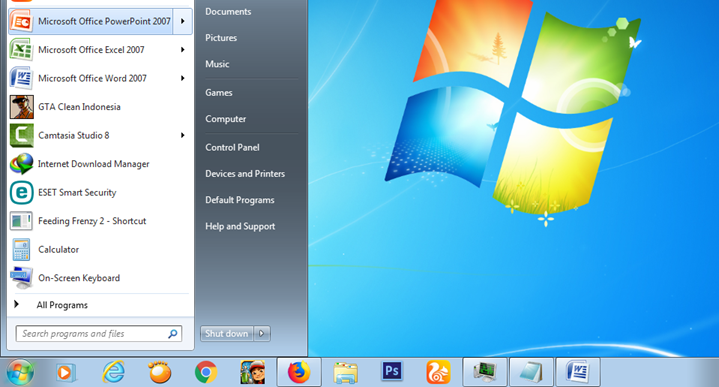 Microsoft Office PowerPoint 2007
Microsoft Office Excel 2007
Microsoft Office Word 2007
GTA Clean Indonesia
Camtasia Studio 8
Internet Download Manager
ESET Smart Security
Feeding Frenzy 2 - Shortcut
Calculator
On-Screen Keyboard
All Programs
Search programs and files
Documents
Pictures
Music
Games
Computer
Control Panel
Devices and Printers
Default Programs
Help and Support
Shut down
Ps